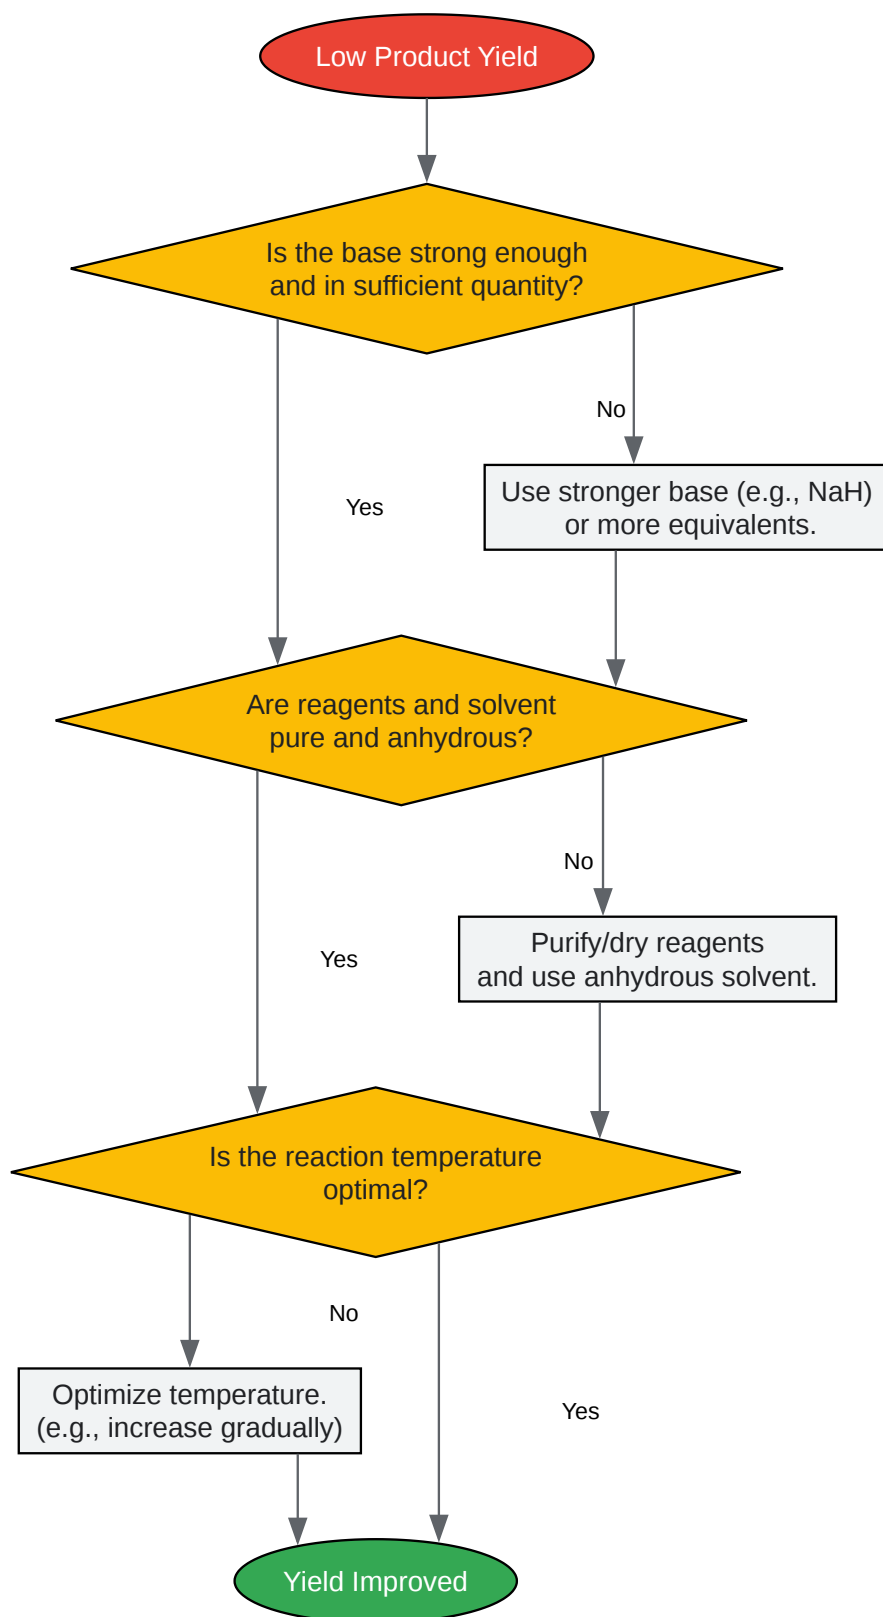 Low Product Yield
Is the base strong enough
and in sufficient quantity?
No
Use stronger base (e.g., NaH)
or more equivalents.
Yes
Are reagents and solvent
pure and anhydrous?
No
Purify/dry reagents
and use anhydrous solvent.
Yes
Is the reaction temperature
optimal?
No
Optimize temperature.
(e.g., increase gradually)
Yes
Yield Improved